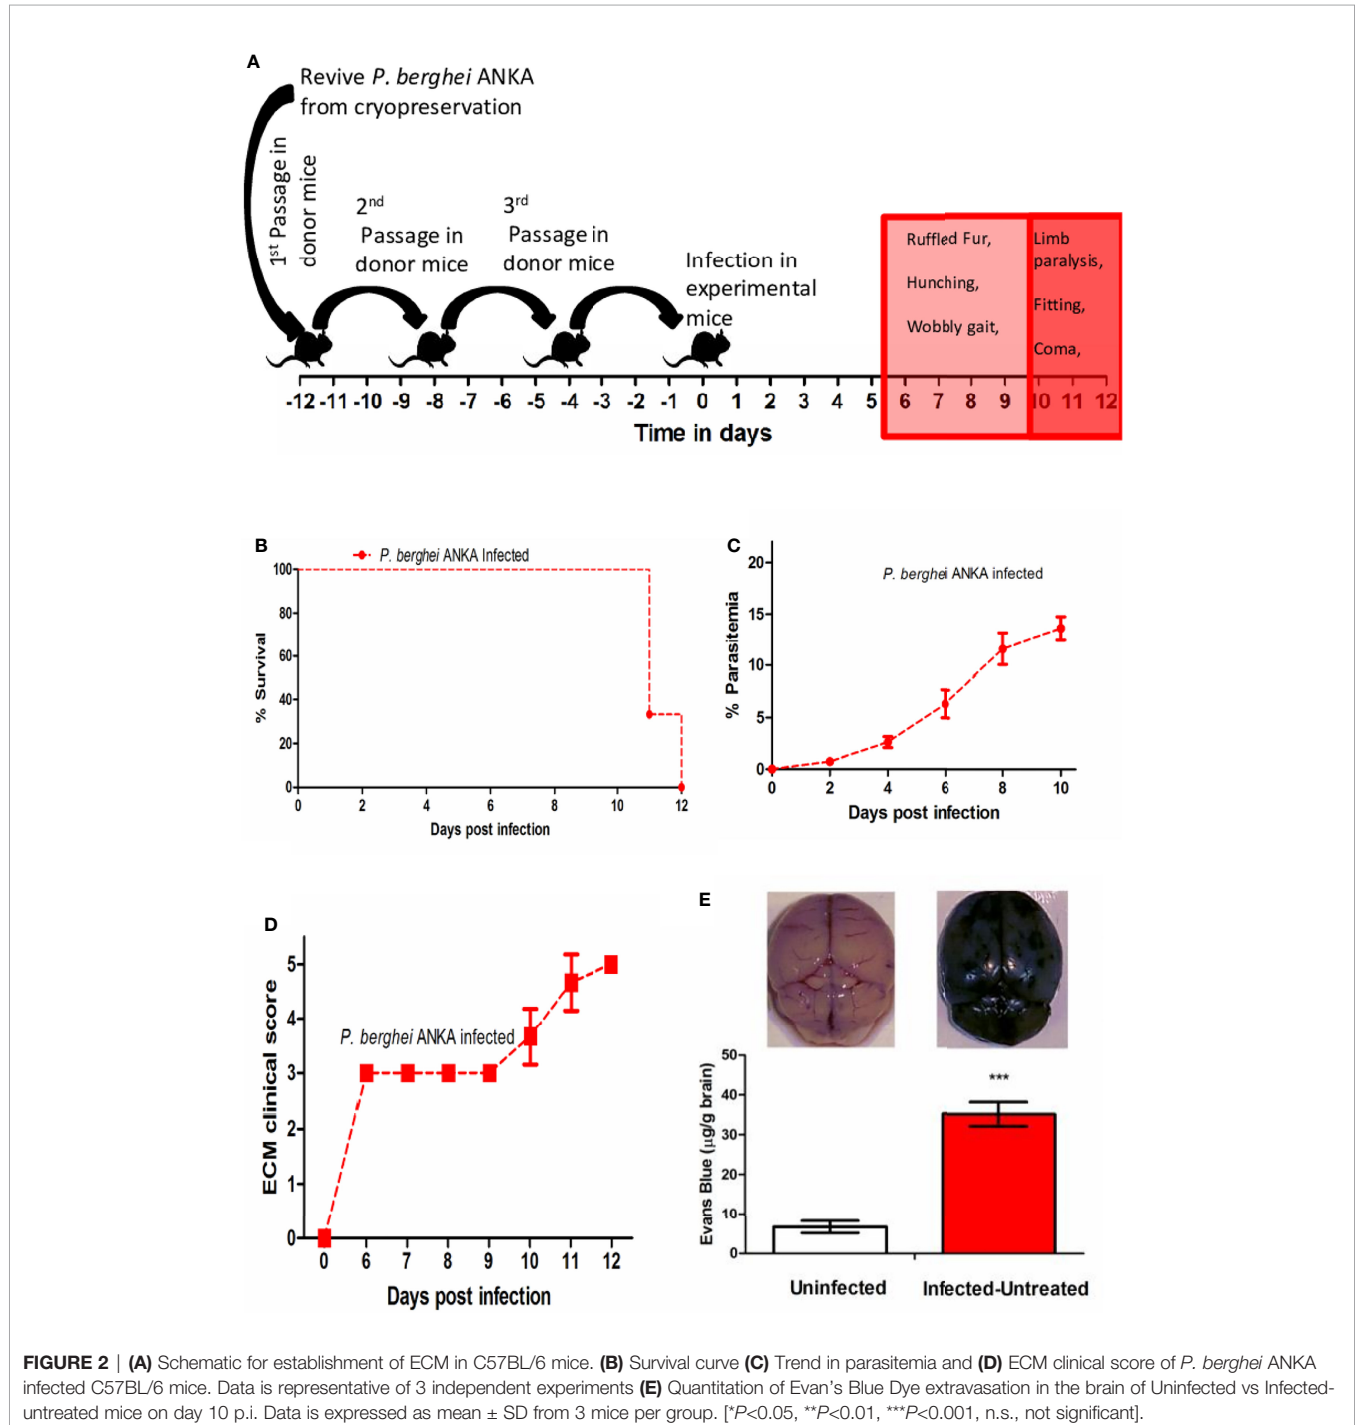 A
Revive P. berghei ANKA
from cryopreservation
1st Passage in
donor mice
2nd
Passage in
donor mice
3rd
Passage in
donor mice
Infection in
experimental
mice
Ruffled Fur,
Hunching,
Wobbly gait,
Limb
paralysis,
Fitting,
Coma,
-12 -11 -10 -9 -8 -7 -6 -5 -4 -3 -2 -1 0 1 2 3 4 5 6 7 8 9 10 11 12
Time in days
B
P. berghei ANKA Infected
100
80
60
40
20
0
% Survival
0 2 4 6 8 10 12
Days post infection
C
P. berghei ANKA infected
20
15
10
5
0
% Parasitemia
0 2 4 6 8 10
Days post infection
D
P. berghei ANKA infected
5
4
3
2
1
0
ECM clinical score
0 6 7 8 9 10 11 12
Days post infection
E
50
40
30
20
10
0
Evans Blue (µg/g brain)
***
Uninfected
Infected-Untreated
FIGURE 2 | (A) Schematic for establishment of ECM in C57BL/6 mice. (B) Survival curve (C) Trend in parasitemia and (D) ECM clinical score of P. berghei ANKA
infected C57BL/6 mice. Data is representative of 3 independent experiments (E) Quantitation of Evan's Blue Dye extravasation in the brain of Uninfected vs Infected-
untreated mice on day 10 p.i. Data is expressed as mean ± SD from 3 mice per group. [*P<0.05, **P<0.01, ***P<0.001, n.s., not significant].